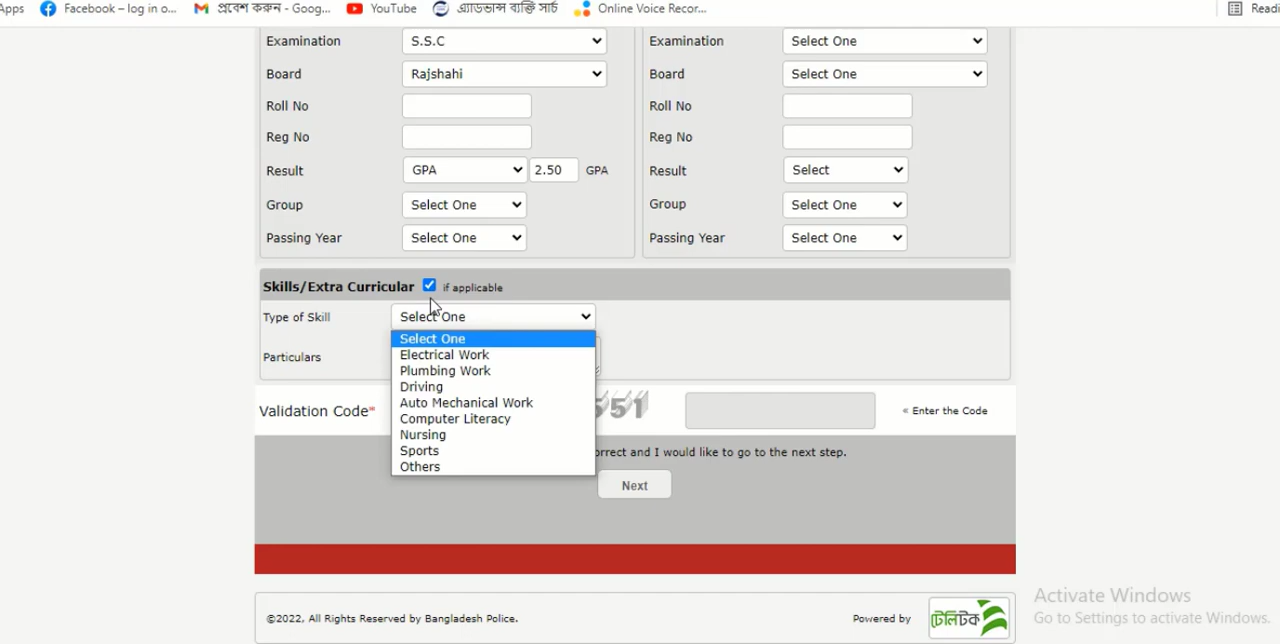 Apps Facebook – log in o... প্রবেশ করুন - Goog... YouTube এ্যাডভান্স ব্যক্তি সার্চ Online Voice Recor... Readi
Examination S.S.C Examination Select One
Board Rajshahi Board Select One
Roll No Roll No
Reg No Reg No
Result GPA 2.50 GPA Result Select
Group Select One Group Select One
Passing Year Select One Passing Year Select One
Skills/Extra Curricular if applicable
Type of Skill Select One
Select One
Electrical Work
Particulars
Plumbing Work
Driving
Auto Mechanical Work
Validation Code* 551 « Enter the Code
Computer Literacy
Nursing
Sports orrect and I would like to go to the next step.
Others
Next
Activate Windows
Go to Settings to activate Windows.
©2022, All Rights Reserved by Bangladesh Police. Powered by টেলিটক